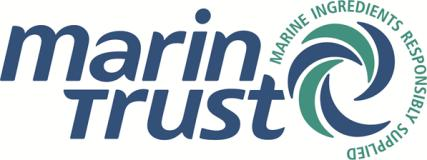 marin
Trust
MARINE INGREDIENTS RESPONSIBLY SUPPLIED